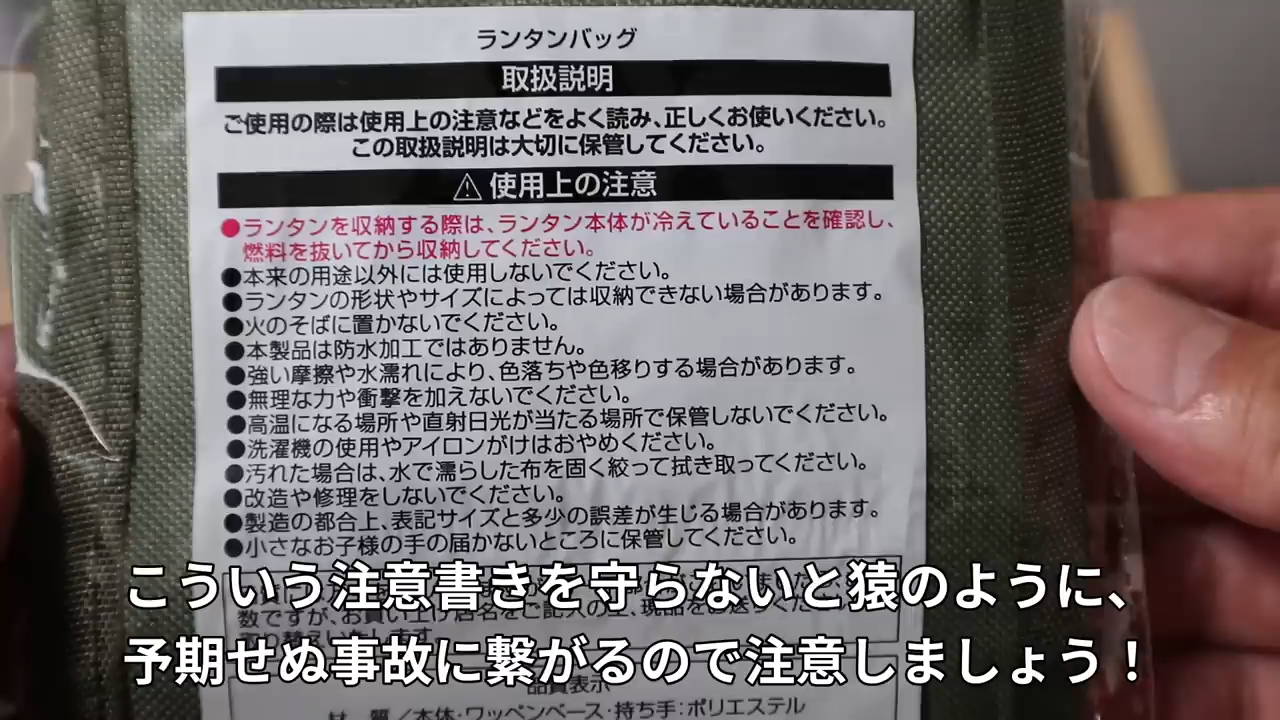 ランタンバッグ
取扱説明
ご使用の際は使用上の注意などをよく読み、正しくお使いください。
この取扱説明は大切に保管してください。
⚠ 使用上の注意
●ランタンを収納する際は、ランタン本体が冷えていることを確認し、
燃料を抜いてから収納してください。
●本来の用途以外には使用しないでください。
●ランタンの形状やサイズによっては収納できない場合があります。
●火のそばに置かないでください。
●本製品は防水加工ではありません。
●強い摩擦や水濡れにより、色落ちや色移りする場合があります。
●無理な力や衝撃を加えないでください。
●高温になる場所や直射日光が当たる場所で保管しないでください。
●洗濯機の使用やアイロンがけはおやめください。
●汚れた場合は、水で濡らした布を固く絞って拭き取ってください。
●改造や修理をしないでください。
●製造の都合上、表記サイズと多少の誤差が生じる場合があります。
●小さなお子様の手の届かないところに保管してください。
こういう注意書きを守らないと猿のように、
数ですが、お買い上げ店名をご記入の上、現品を
予期せぬ事故に繋がるので注意しましょう！
品質表示
材 質／本体・ワッペンベース・持ち手：ポリエステル